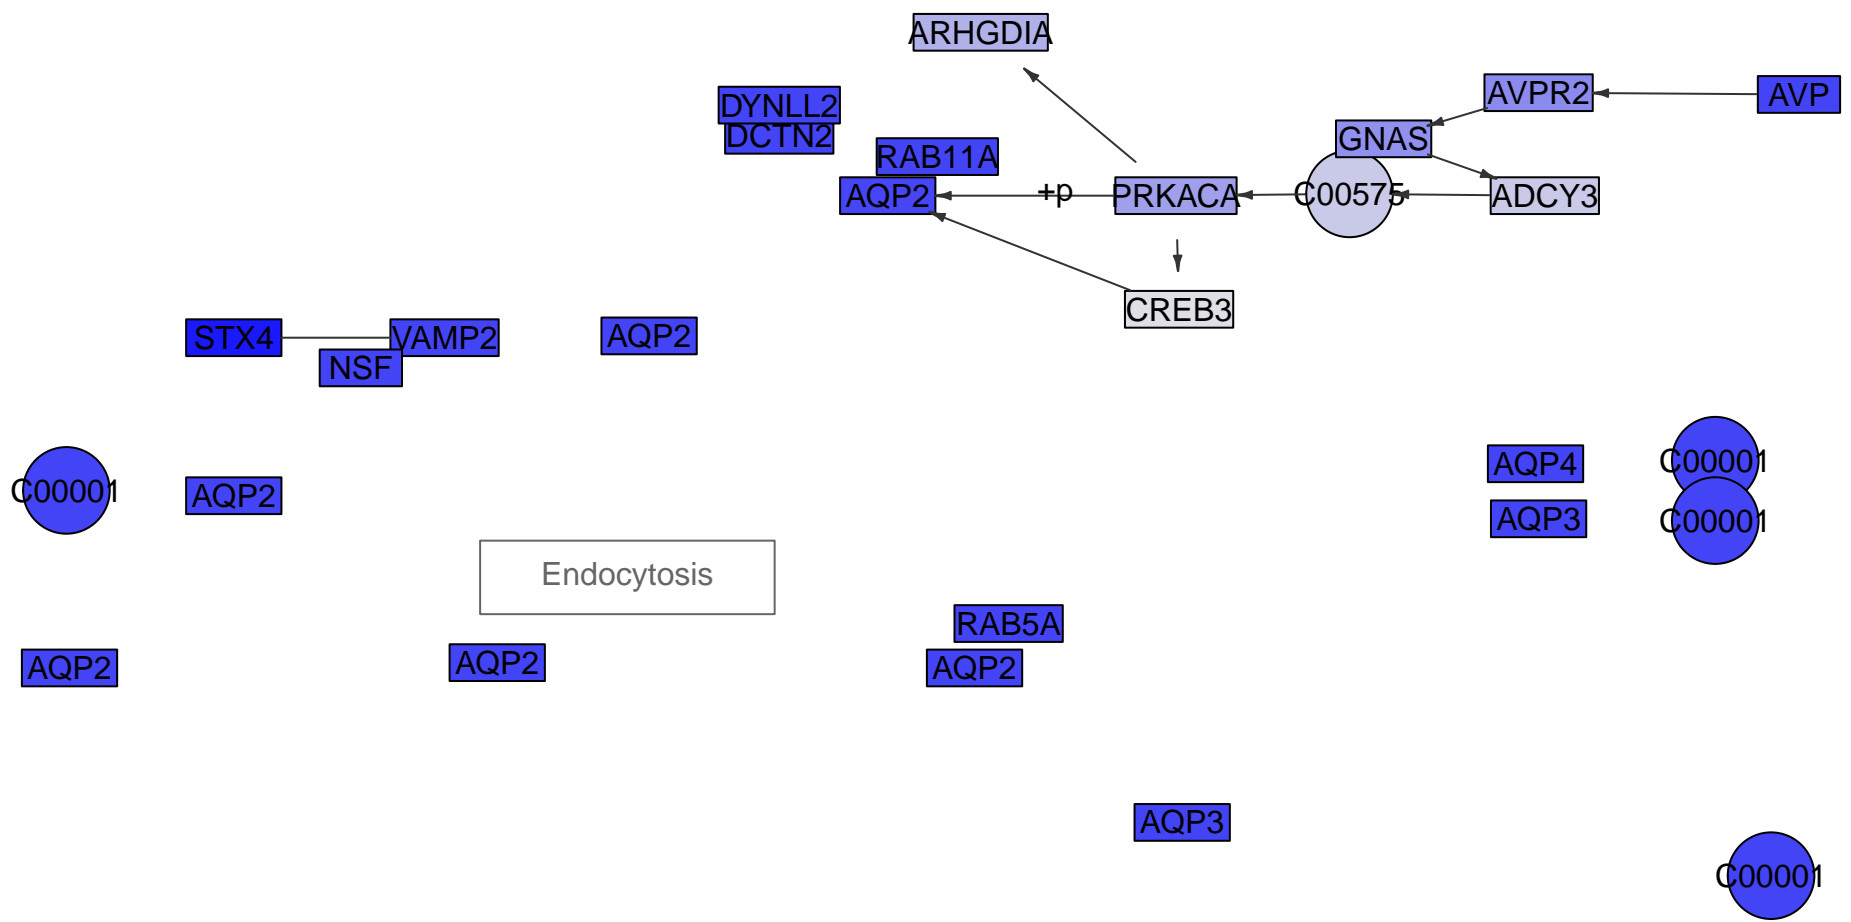 ARHGDIA
DYNLL2
AVPR2
AVP
DCTN2
GNAS
RAB11A
AQP2
+p
PRKACA
C00575
ADCY3
CREB3
STX4
VAMP2
AQP2
NSF
C00001
AQP2
AQP4
C00001
AQP3
C00001
Endocytosis
RAB5A
AQP2
AQP2
AQP2
AQP3
C00001